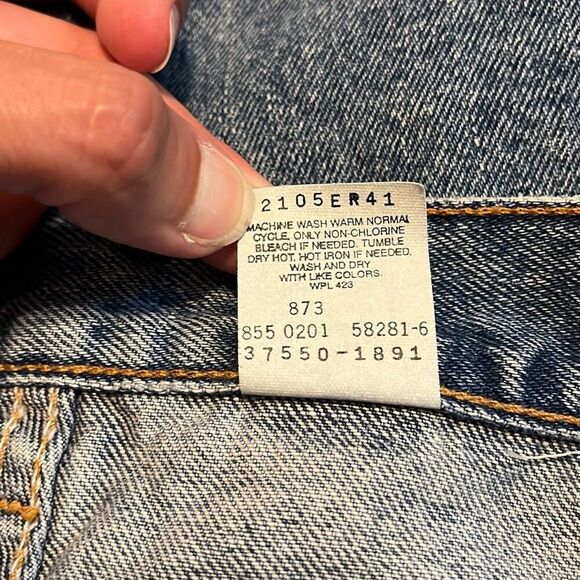 2105ER41
MACHINE WASH WARM NORMAL
CYCLE. ONLY NON-CHLORINE
BLEACH IF NEEDED. TUMBLE
DRY HOT. HOT IRON IF NEEDED.
WASH AND DRY
WITH LIKE COLORS.
WPL 423
873
855 0201 58281-6
37550-1891